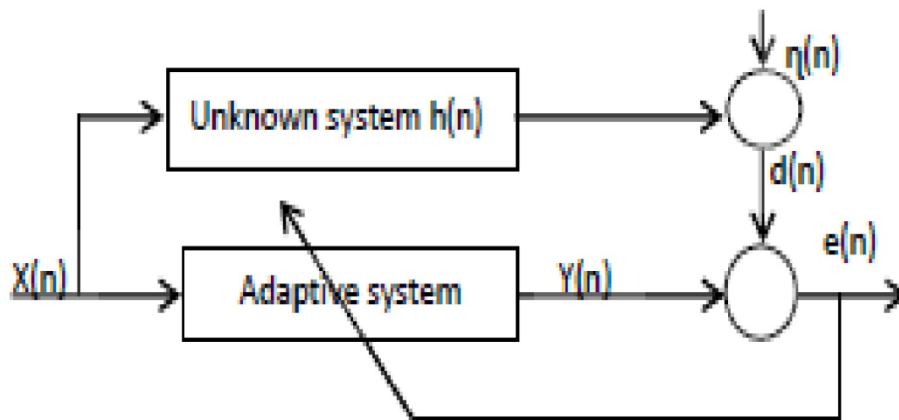 η(n)
Unknown system h(n)
d(n)
e(n)
X(n)
Adaptive system
Y(n)